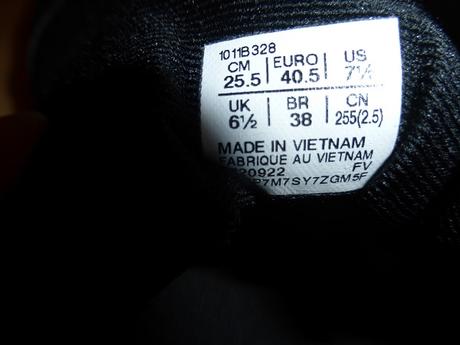 1011B328
CM | EURO | US
25.5 | 40.5 | 7½
UK | BR | CN
6½ | 38 | 255(2.5)
MADE IN VIETNAM
FABRIQUE AU VIETNAM
FV